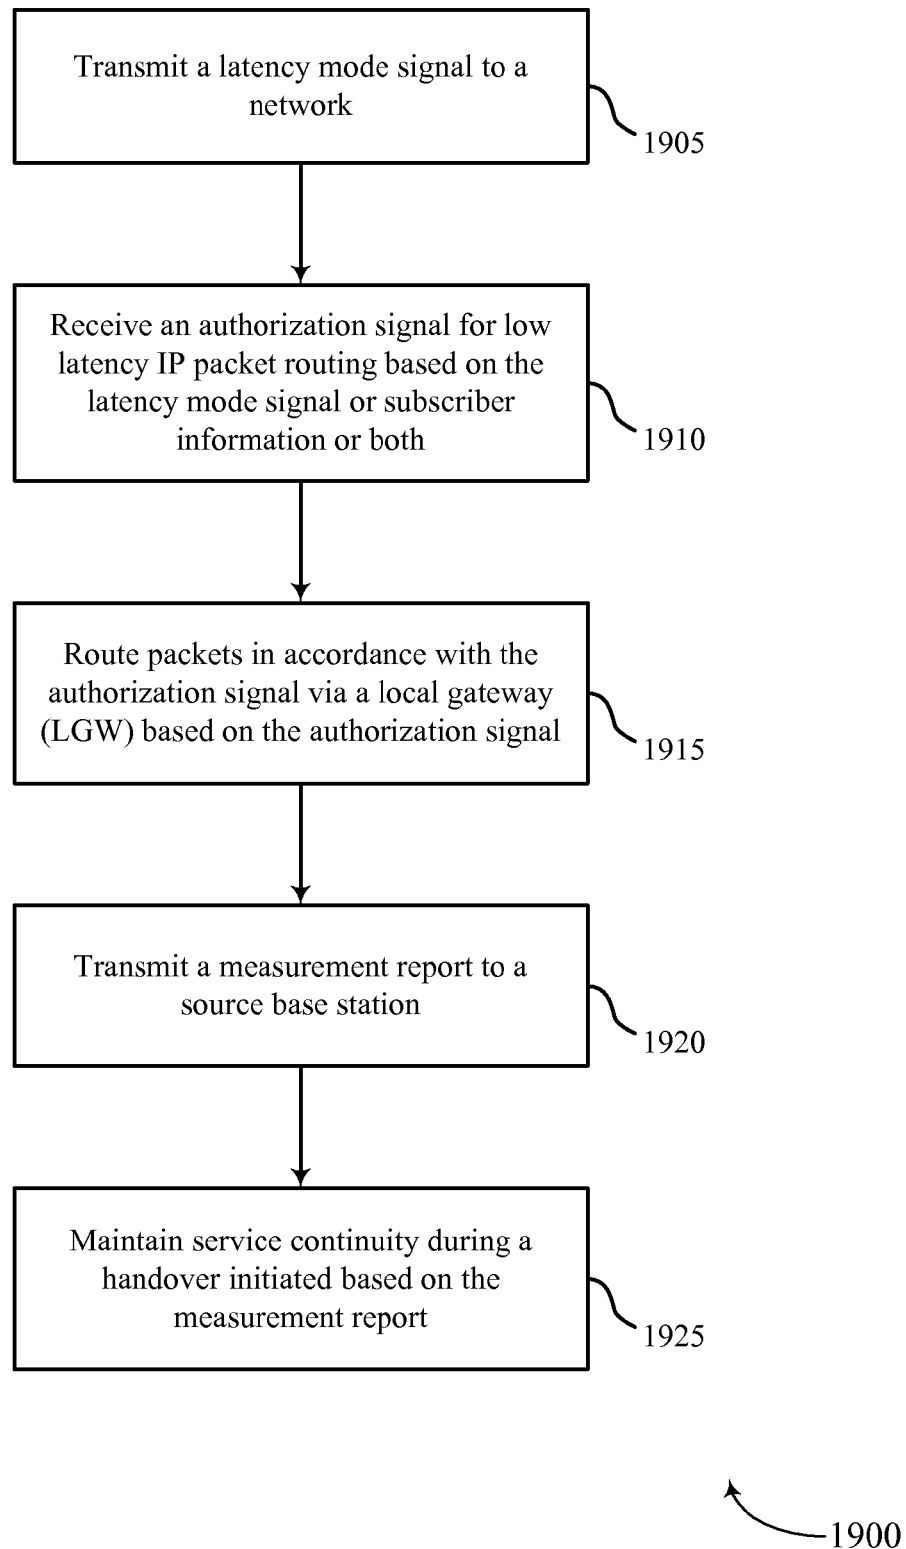 Transmit a latency mode signal to a
network
1905
Receive an authorization signal for low
latency IP packet routing based on the
latency mode signal or subscriber
information or both
1910
Route packets in accordance with the
authorization signal via a local gateway
(LGW) based on the authorization signal
1915
Transmit a measurement report to a
source base station
1920
Maintain service continuity during a
handover initiated based on the
measurement report
1925
1900